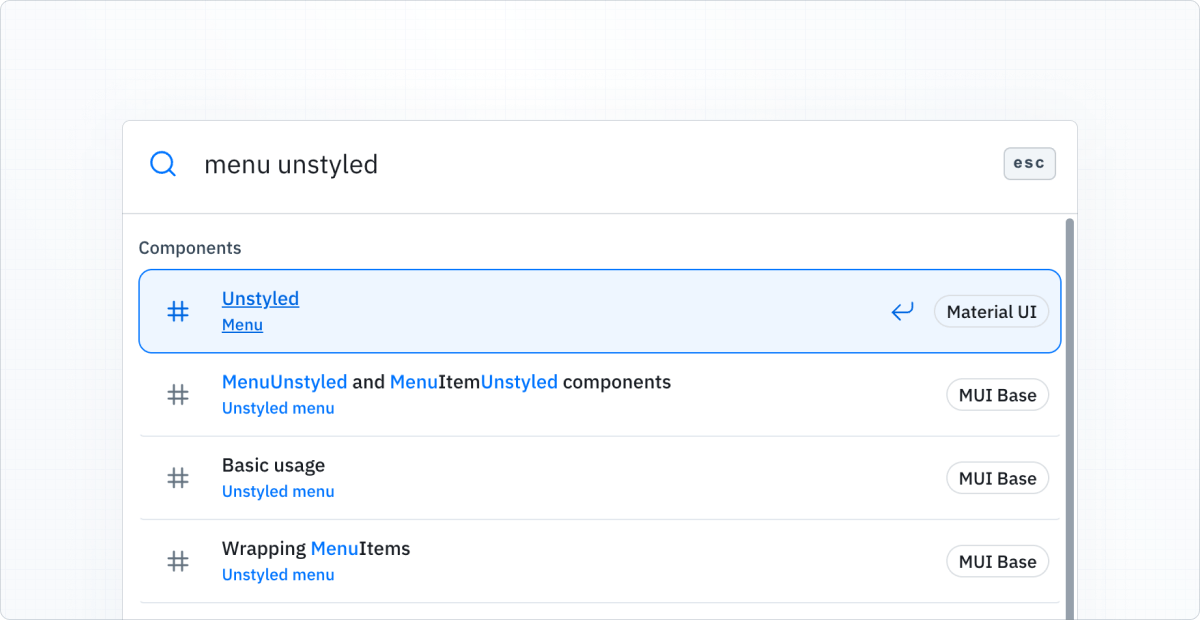 menu unstyled
esc
Components
Unstyled
Menu
Material UI
MenuUnstyled and MenuItemUnstyled components
Unstyled menu
MUI Base
Basic usage
Unstyled menu
MUI Base
Wrapping MenuItems
Unstyled menu
MUI Base